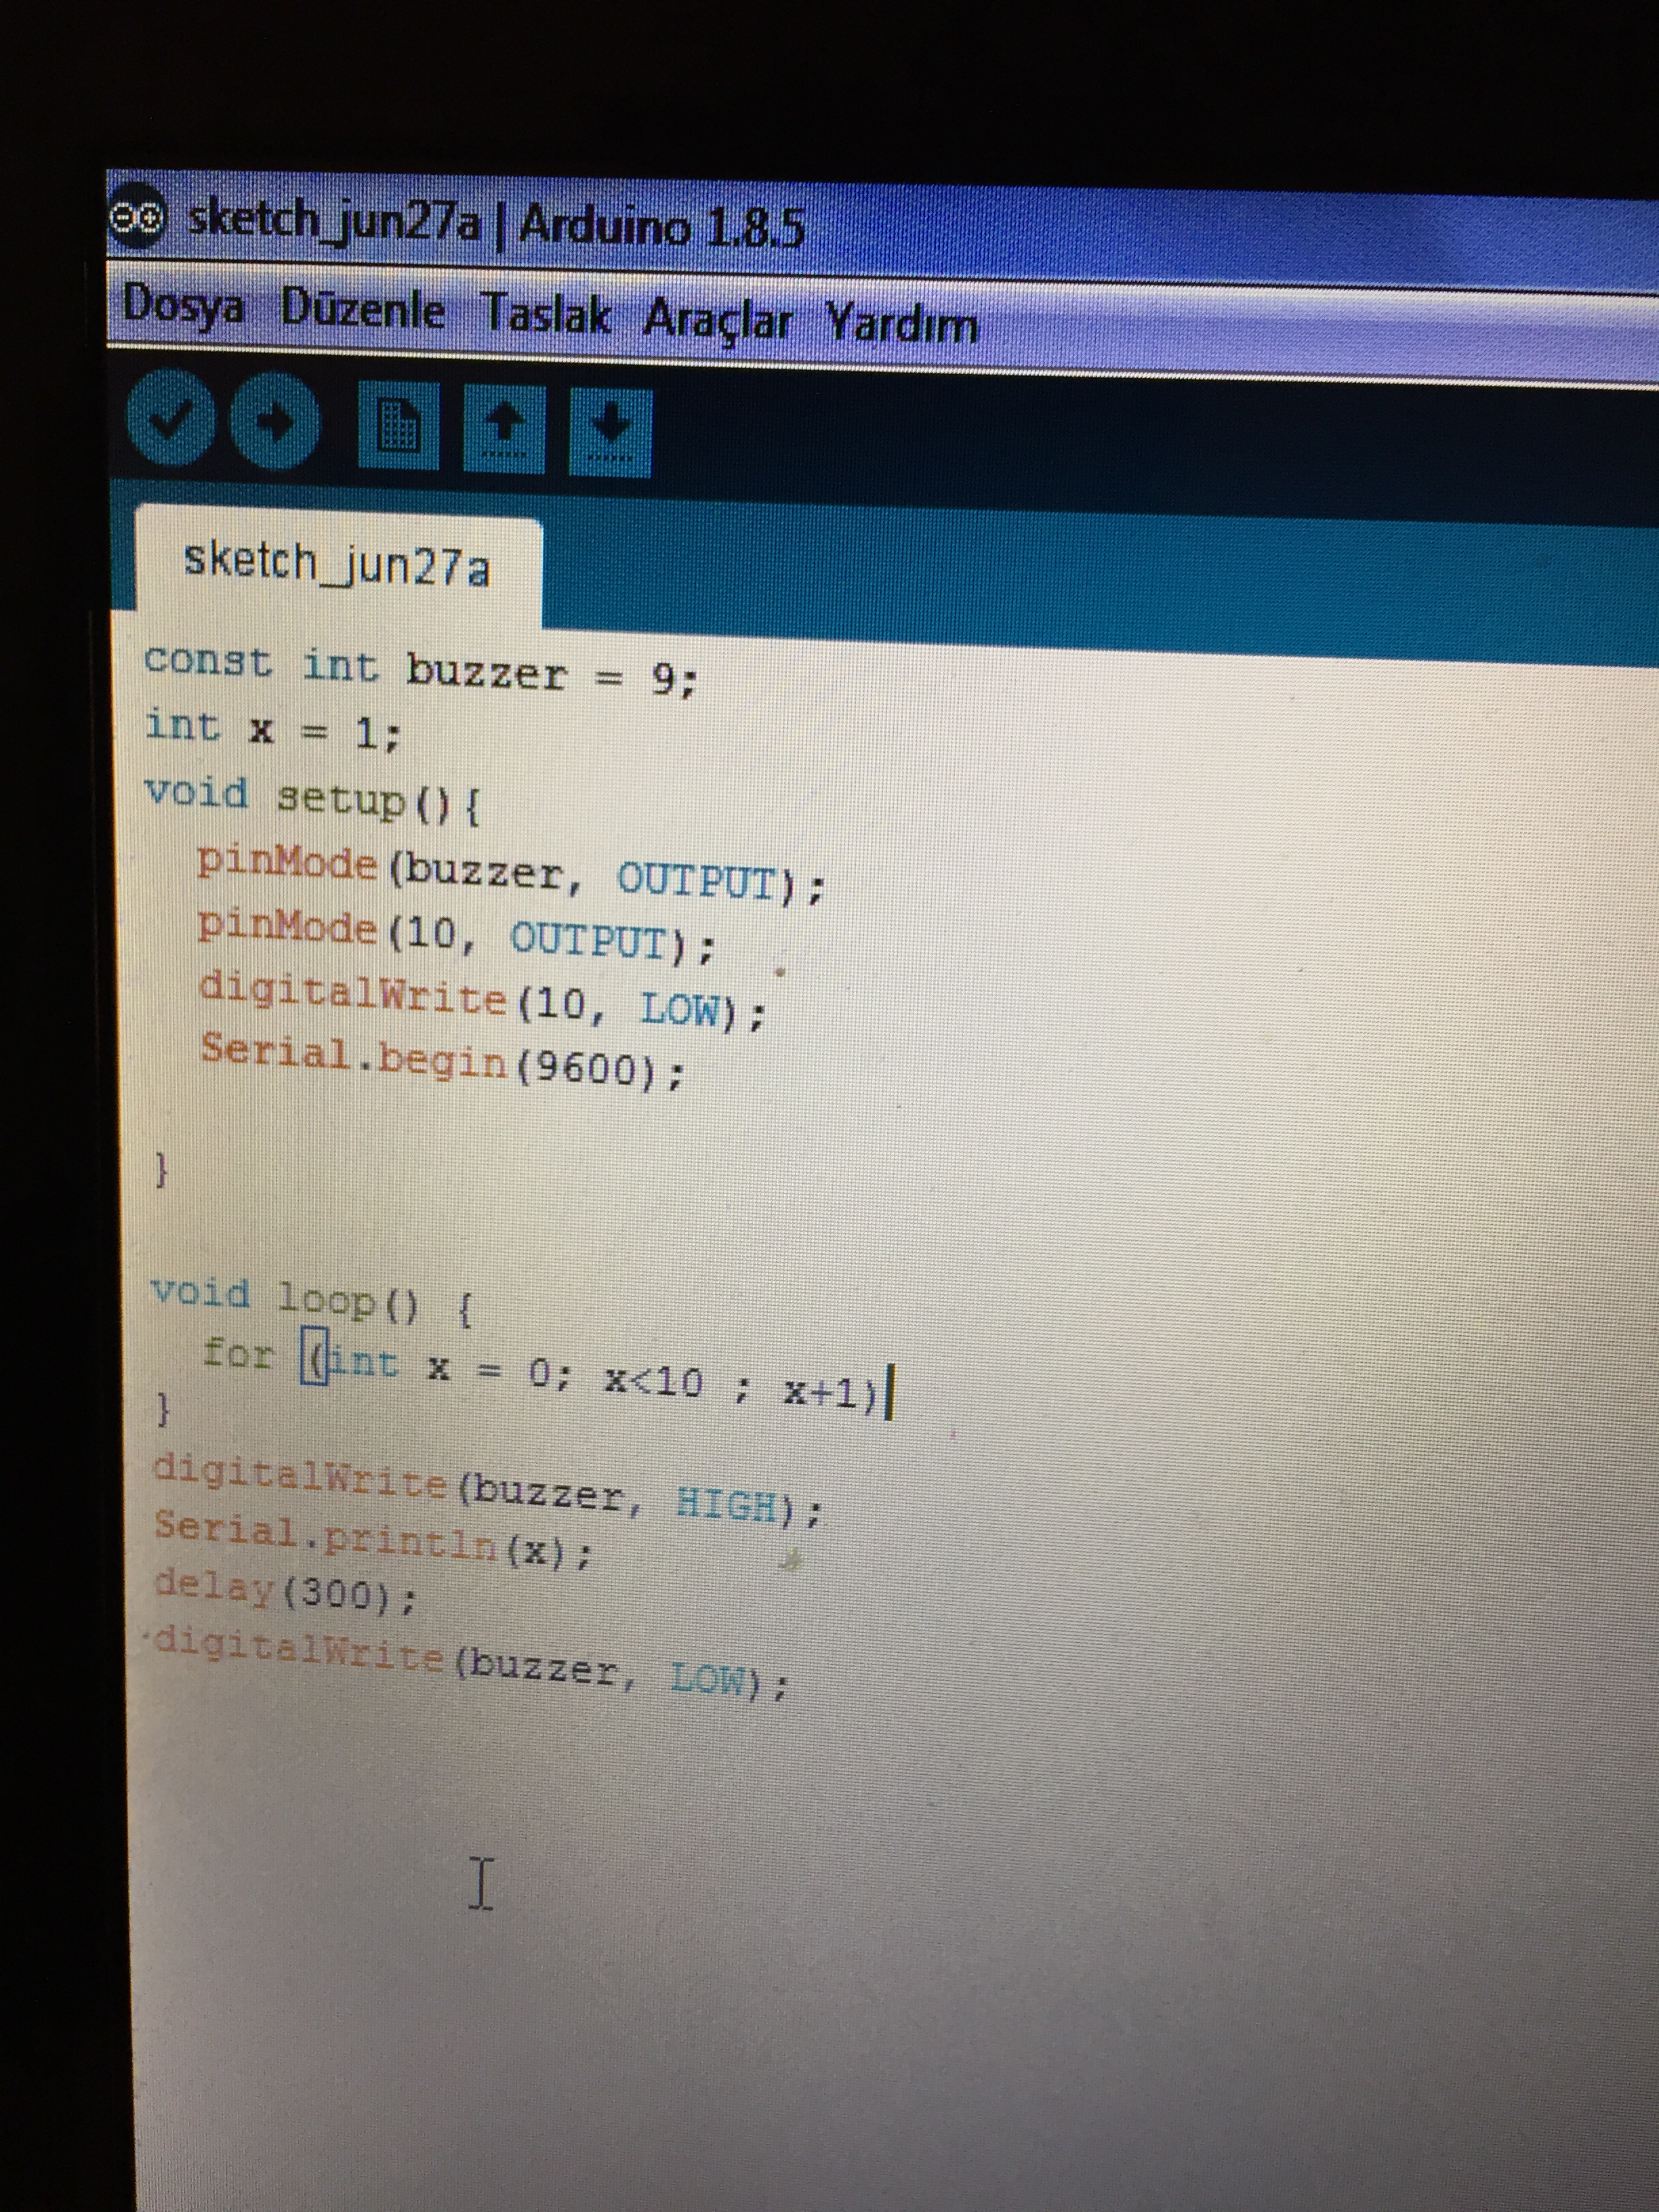 sketch_jun27a | Arduino 1.8.5
Dosya Düzenle Taslak Araçlar Yardım
sketch_jun27a
const int buzzer = 9;
int x = 1;
void setup(){
pinMode(buzzer, OUTPUT);
pinMode(10, OUTPUT);
digitalWrite(10, LOW);
Serial.begin(9600);
}
void loop() {
for (int x = 0; x<10 ; x+1)
}
digitalWrite(buzzer, HIGH);
Serial.println(x);
delay(300);
digitalWrite(buzzer, LOW);